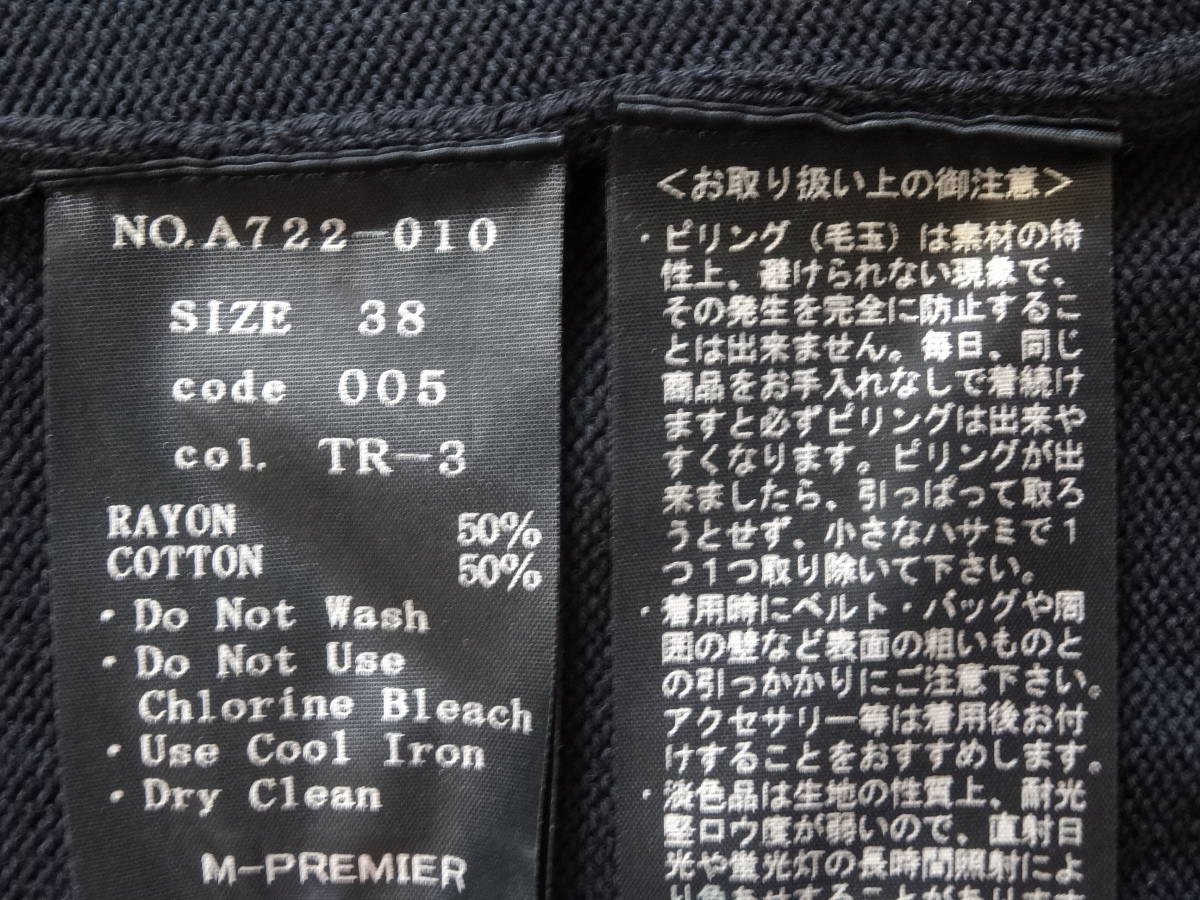 NO.A722-010
SIZE 38
code 005
col. TR-3
RAYON 50%
COTTON 50%
・Do Not Wash
・Do Not Use
Chlorine Bleach
・Use Cool Iron
・Dry Clean
M-PREMIER
<お取り扱い上の御注意>
・ピリング(毛玉)は素材の特
性上、避けられない現象で、
その発生を完全に防止するこ
とは出来ません。毎日、同じ
商品をお手入れなしで着続け
ますと必ずピリングは出来や
すくなります。ピリングが出
来ましたら、引っぱって取ろ
うとせず、小さなハサミで1
つ1つ取り除いて下さい。
・着用時にベルト・バッグや周
囲の壁など表面の粗いものと
の引っかかりにご注意下さい。
アクセサリー等は着用後お付
けすることをおすすめします。
・淡色品は生地の性質上、耐光
堅ロウ度が弱いので、直射日
光や蛍光灯の長時間照射によ
り色あせすることがあります